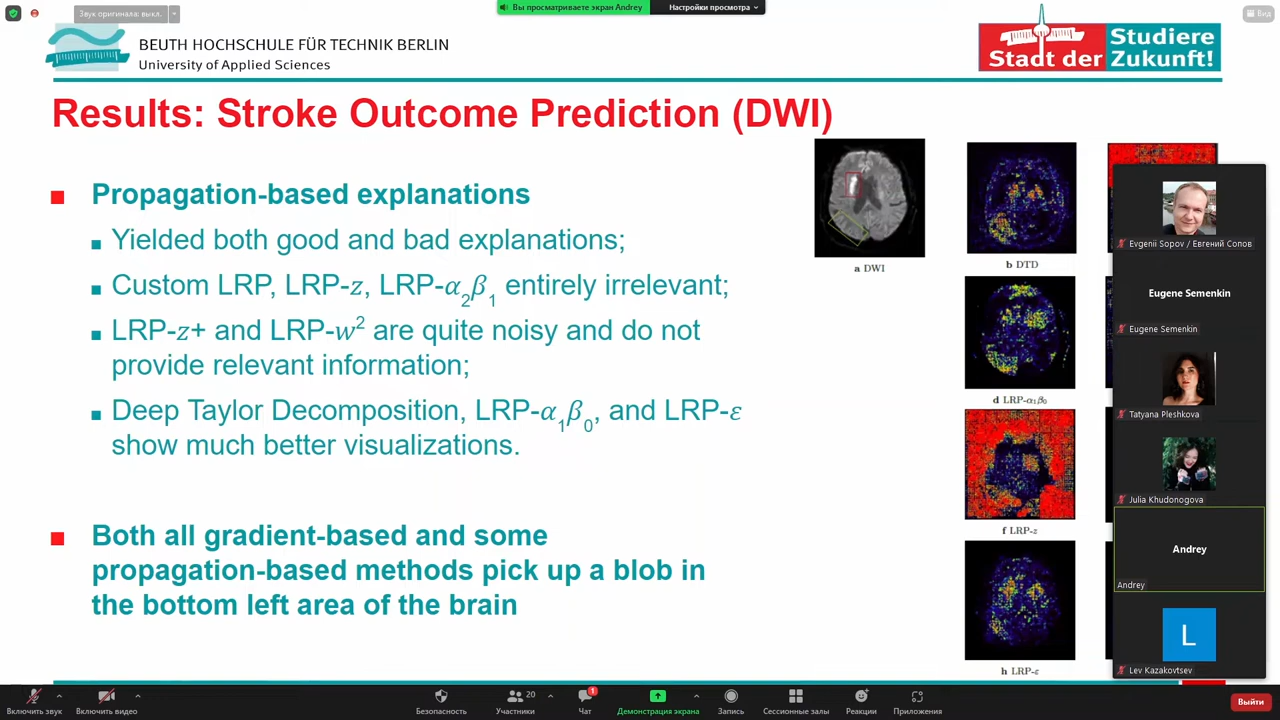 Звук оригинала: выкл.
Вы просматриваете экран Andrey
Настройки просмотра
Вид
BEUTH HOCHSCHULE FÜR TECHNIK BERLIN
University of Applied Sciences
Studiere
Stadt der Zukunft!
Results: Stroke Outcome Prediction (DWI)
Propagation-based explanations
Yielded both good and bad explanations;
Custom LRP, LRP-z, LRP-α₂β₁ entirely irrelevant;
LRP-z+ and LRP-w² are quite noisy and do not
provide relevant information;
Deep Taylor Decomposition, LRP-α₁β₀, and LRP-ε
show much better visualizations.
Both all gradient-based and some
propagation-based methods pick up a blob in
the bottom left area of the brain
a DWI
b DTD
d LRP-α₁β₀
f LRP-z
h LRP-ε
Evgenii Sopov / Евгений Сопов
Eugene Semenkin
Eugene Semenkin
Tatyana Pleshkova
Julia Khudonogova
Andrey
Andrey
L
Lev Kazakovtsev
Включить звук
Включить видео
Безопасность
20
Участники
1
Чат
Демонстрация экрана
Запись
Сессионные залы
Реакции
Приложения
Выйти